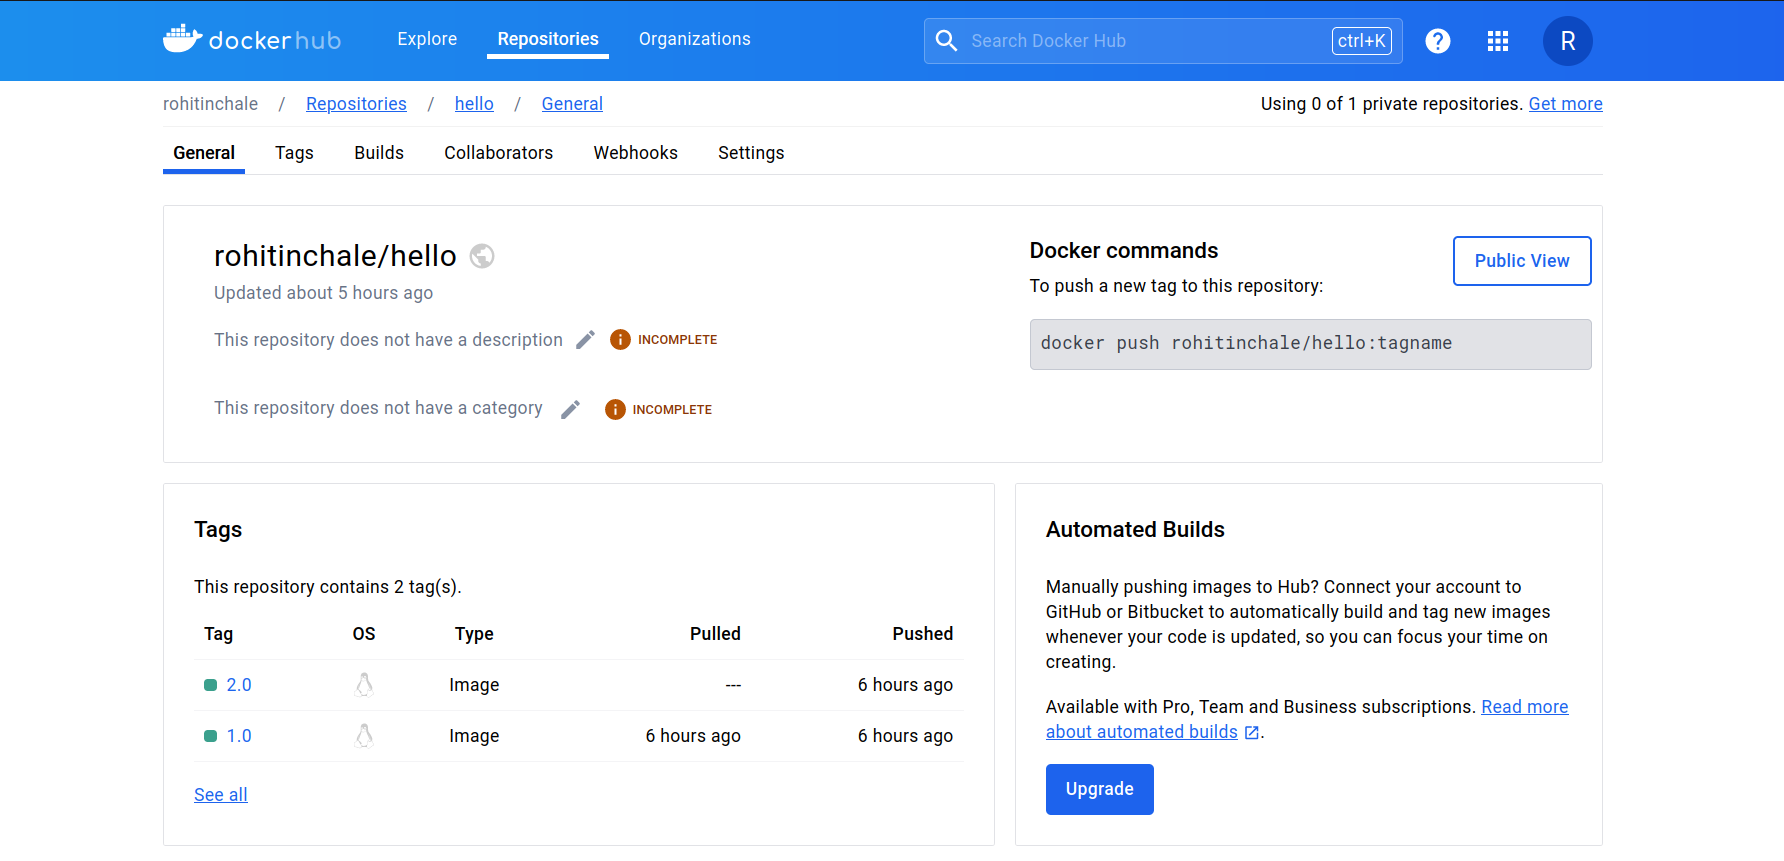 dockerhub Explore Repositories Organizations Search Docker Hub ctrl+K ? R
rohitinchale / Repositories / hello / General Using 0 of 1 private repositories. Get more
General Tags Builds Collaborators Webhooks Settings
rohitinchale/hello
Updated about 5 hours ago
This repository does not have a description i INCOMPLETE
This repository does not have a category i INCOMPLETE
Docker commands
Public View
To push a new tag to this repository:
docker push rohitinchale/hello:tagname
Tags
This repository contains 2 tag(s).
Tag OS Type Pulled Pushed
2.0 Image --- 6 hours ago
1.0 Image 6 hours ago 6 hours ago
See all
Automated Builds
Manually pushing images to Hub? Connect your account to
GitHub or Bitbucket to automatically build and tag new images
whenever your code is updated, so you can focus your time on
creating.
Available with Pro, Team and Business subscriptions. Read more
about automated builds .
Upgrade